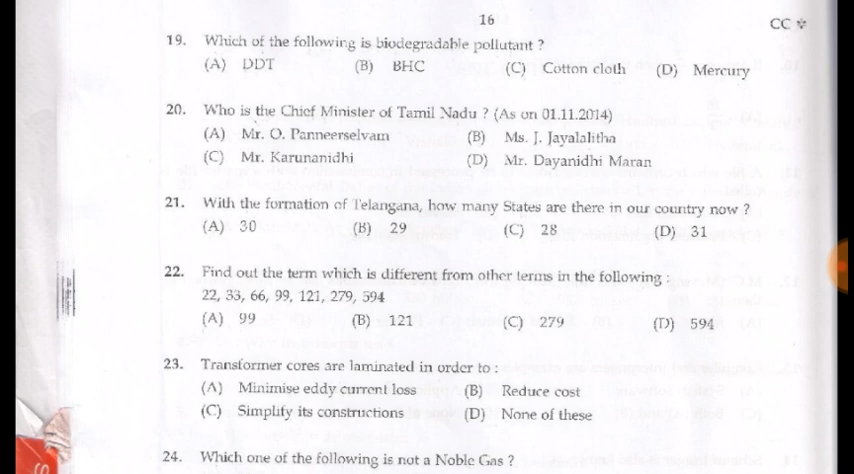 16
CC
19. Which of the following is biodegradable pollutant ?
(A) DDT (B) BHC (C) Cotton cloth (D) Mercury
20. Who is the Chief Minister of Tamil Nadu ? (As on 01.11.2014)
(A) Mr. O. Panneerselvam (B) Ms. J. Jayalalitha
(C) Mr. Karunanidhi (D) Mr. Dayanidhi Maran
21. With the formation of Telangana, how many States are there in our country now ?
(A) 30 (B) 29 (C) 28 (D) 31
22. Find out the term which is different from other terms in the following :
22, 33, 66, 99, 121, 279, 594
(A) 99 (B) 121 (C) 279 (D) 594
23. Transformer cores are laminated in order to :
(A) Minimise eddy current loss (B) Reduce cost
(C) Simplify its constructions (D) None of these
24. Which one of the following is not a Noble Gas ?